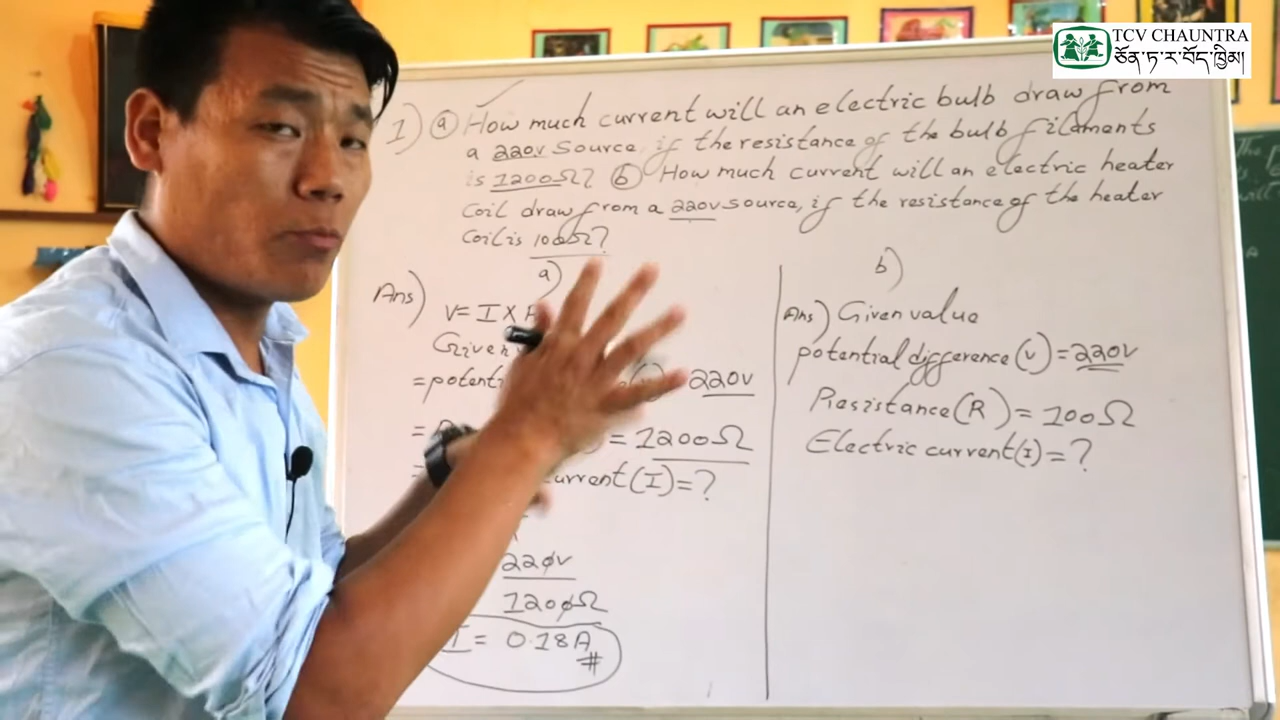 TCV CHAUNTRA
ཅོན་ཏ་ར་བོད་ཁྱིམ།
1) ⓐ How much current will an electric bulb draw from
a 220V Source, if the resistance of the bulb filaments
is 1200Ω? ⓑ How much current will an electric heater
Coil draw from a 220V source, if the resistance of the heater
Coil is 100Ω?
a)
Ans) V= I X
Given
= 220V
= 1200Ω
(I)=?
220V
1200Ω
I = 0.18A
#
b)
Ans) Given value
potential difference (V) = 220V
Resistance (R) = 100Ω
Electric current (I) = ?